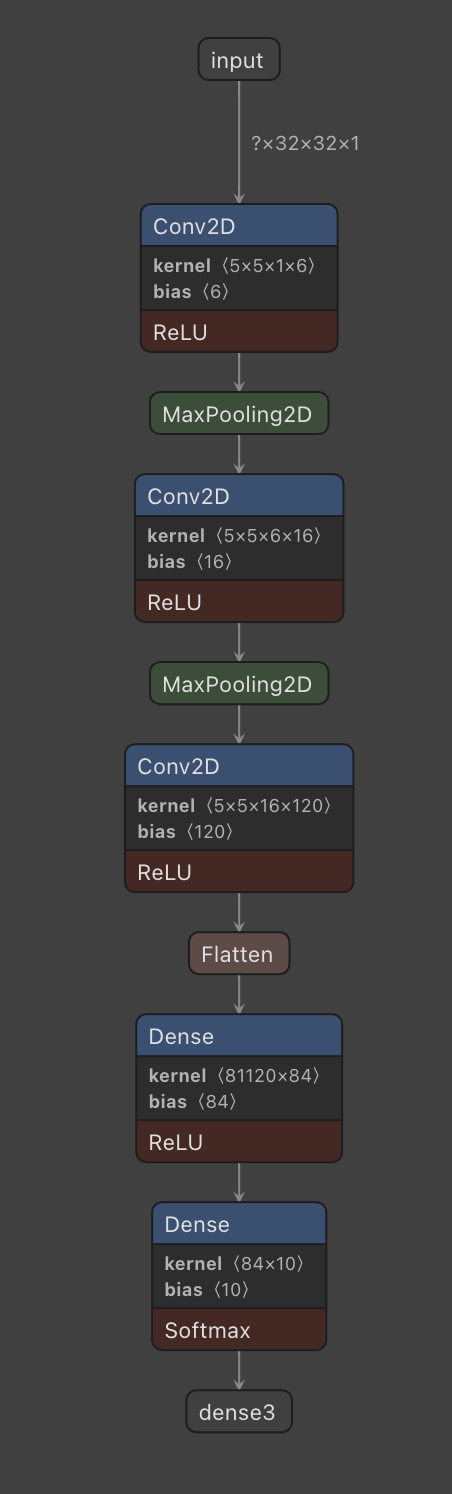 input
?×32×32×1
Conv2D
kernel ⟨5×5×1×6⟩
bias ⟨6⟩
ReLU
MaxPooling2D
Conv2D
kernel ⟨5×5×6×16⟩
bias ⟨16⟩
ReLU
MaxPooling2D
Conv2D
kernel ⟨5×5×16×120⟩
bias ⟨120⟩
ReLU
Flatten
Dense
kernel ⟨81120×84⟩
bias ⟨84⟩
ReLU
Dense
kernel ⟨84×10⟩
bias ⟨10⟩
Softmax
dense3